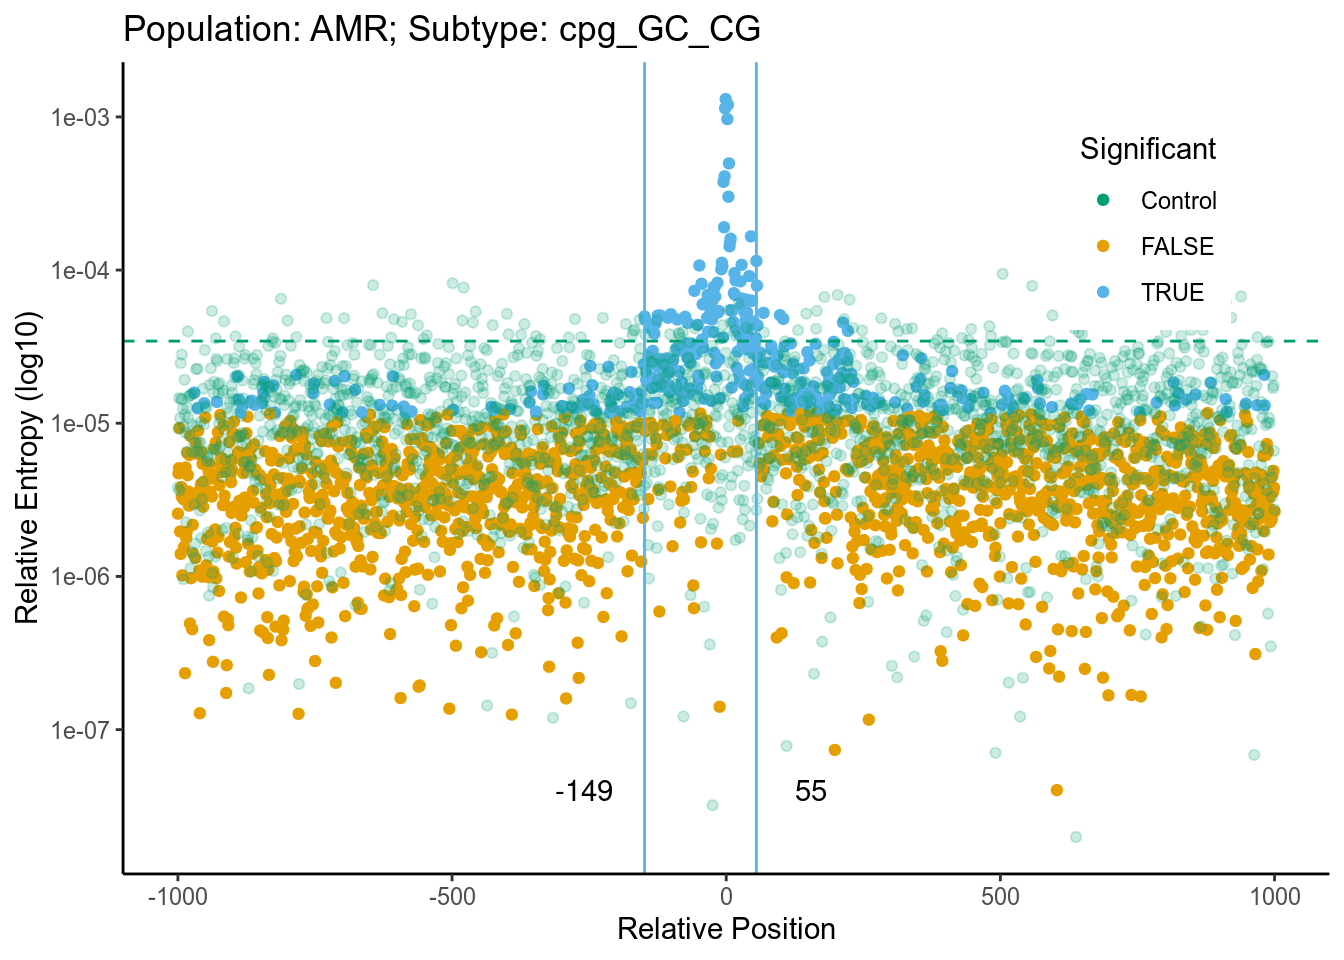 Population: AMR; Subtype: cpg_GC_CG
Relative Entropy (log10)
1e-03
1e-04
1e-05
1e-06
1e-07
Significant
Control
FALSE
TRUE
-149
55
-1000
-500
0
500
1000
Relative Position